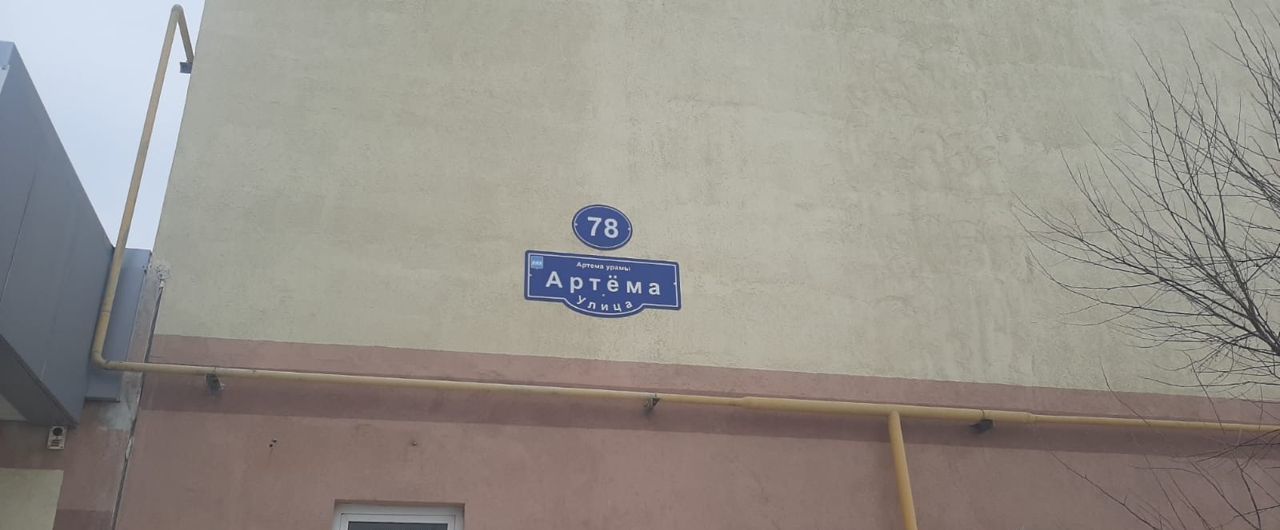 78
Артема урамы
Артёма
Улица